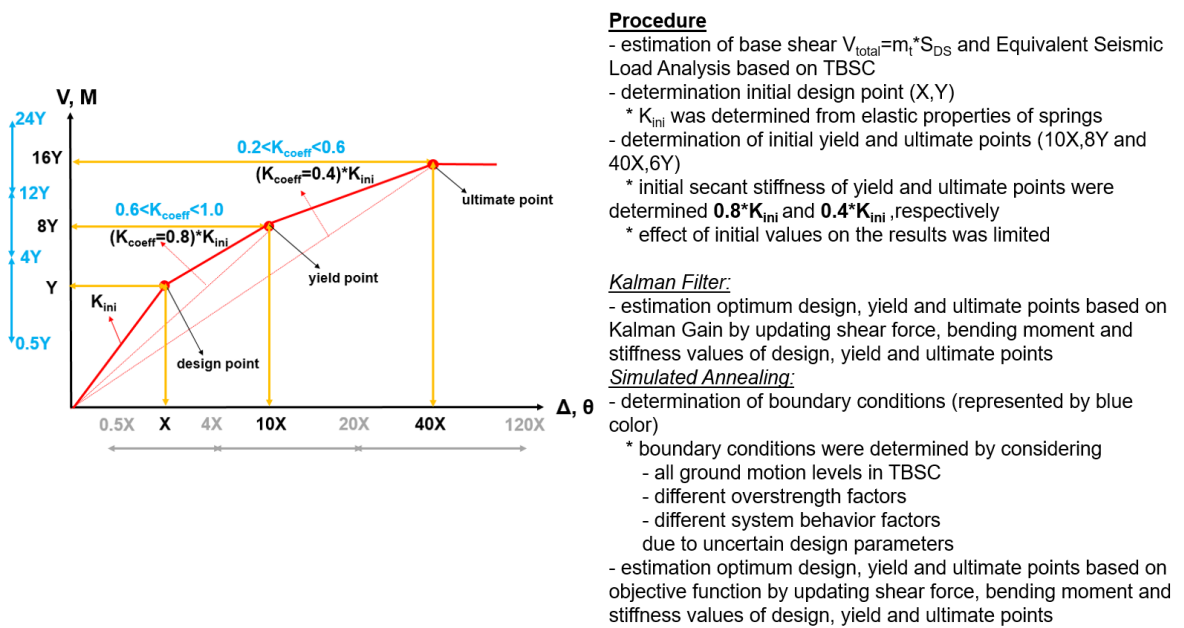 V, M
24Y
16Y
12Y
8Y
4Y
Y
0.5Y
0.2<Kcoeff<0.6
(Kcoeff=0.4)*Kini
ultimate point
0.6<Kcoeff<1.0
(Kcoeff=0.8)*Kini
yield point
Kini
design point
Δ, θ
0.5X X 4X 10X 20X 40X 120X
Procedure
- estimation of base shear Vtotal=mt*SDS and Equivalent Seismic
Load Analysis based on TBSC
- determination initial design point (X,Y)
* Kini was determined from elastic properties of springs
- determination of initial yield and ultimate points (10X,8Y and
40X,6Y)
* initial secant stiffness of yield and ultimate points were
determined 0.8*Kini and 0.4*Kini ,respectively
* effect of initial values on the results was limited
Kalman Filter:
- estimation optimum design, yield and ultimate points based on
Kalman Gain by updating shear force, bending moment and
stiffness values of design, yield and ultimate points
Simulated Annealing:
- determination of boundary conditions (represented by blue
color)
* boundary conditions were determined by considering
- all ground motion levels in TBSC
- different overstrength factors
- different system behavior factors
due to uncertain design parameters
- estimation optimum design, yield and ultimate points based on
objective function by updating shear force, bending moment and
stiffness values of design, yield and ultimate points